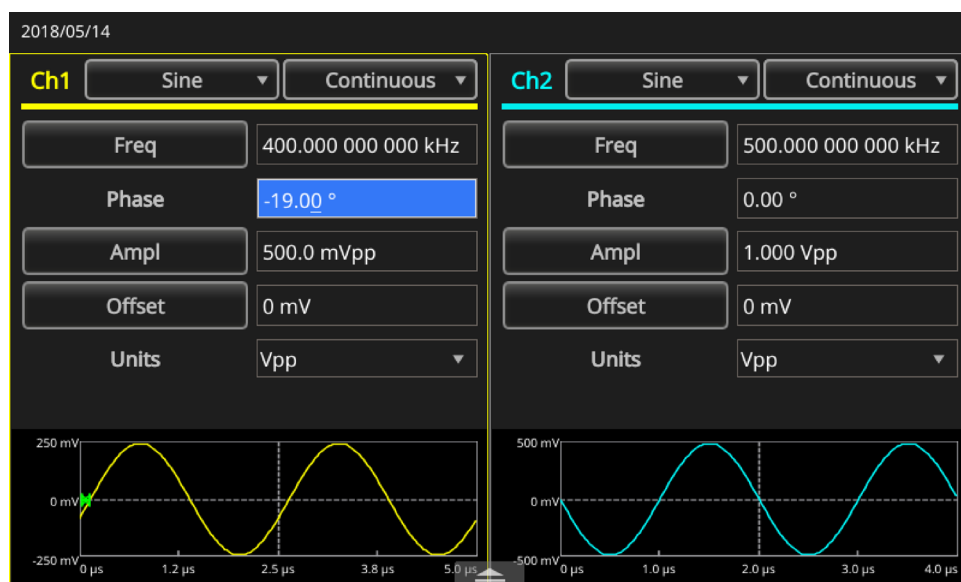 2018/05/14
Ch1 Sine Continuous
Freq 400.000 000 000 kHz
Phase -19.00 °
Ampl 500.0 mVpp
Offset 0 mV
Units Vpp
250 mV
0 mV
-250 mV
0 µs 1.2 µs 2.5 µs 3.8 µs 5.0 µs
Ch2 Sine Continuous
Freq 500.000 000 000 kHz
Phase 0.00 °
Ampl 1.000 Vpp
Offset 0 mV
Units Vpp
500 mV
0 mV
-500 mV
0 µs 1.0 µs 2.0 µs 3.0 µs 4.0 µs